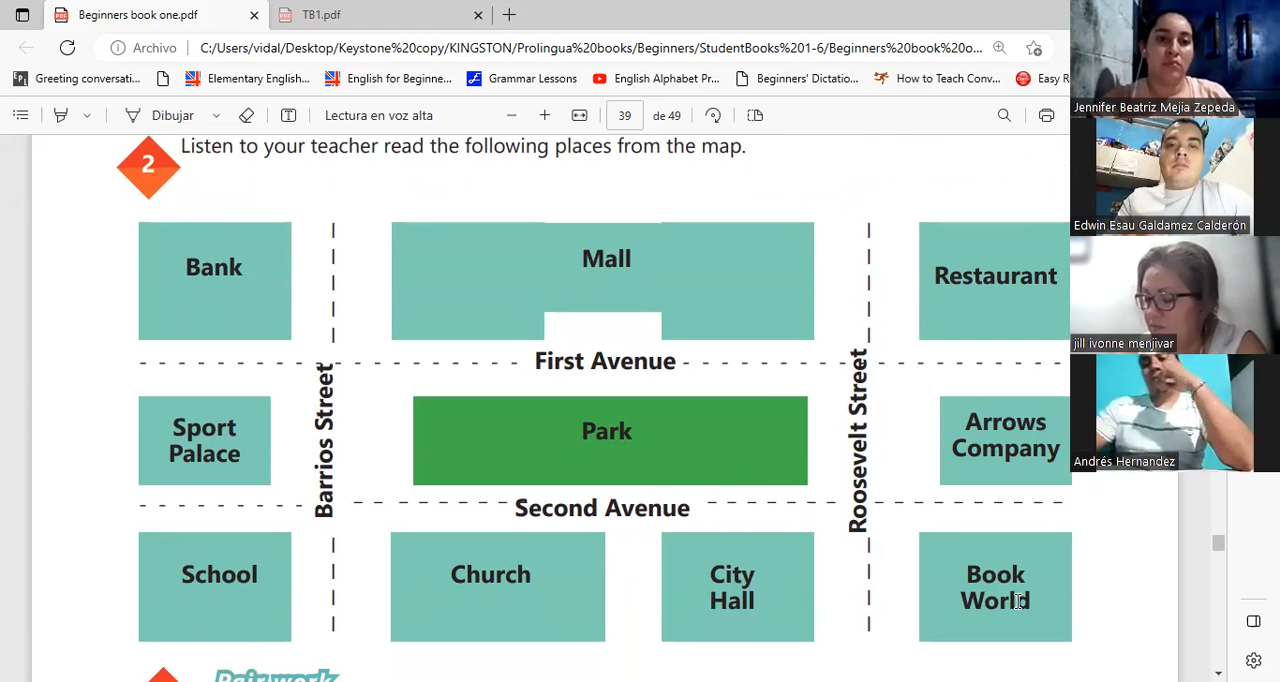 Beginners book one.pdf
TB1.pdf
Archivo
C:/Users/vidal/Desktop/Keystone%20copy/KINGSTON/Prolingua%20books/Beginners/StudentBooks%201-6/Beginners%20book%20o...
Greeting conversati...
Elementary English...
English for Beginne...
Grammar Lessons
English Alphabet Pr...
Beginners' Dictatio...
How to Teach Conv...
Easy R
Dibujar
Lectura en voz alta
39
de 49
2
Listen to your teacher read the following places from the map.
Bank
Mall
Restaurant
First Avenue
Barrios Street
Roosevelt Street
Sport
Palace
Park
Arrows
Company
Second Avenue
School
Church
City
Hall
Book
World
Pair work
Jennifer Beatriz Mejia Zepeda
Edwin Esau Galdamez Calderón
jill ivonne menjivar
Andrés Hernandez